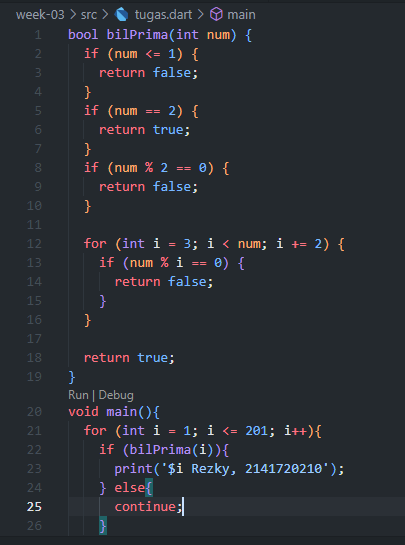 week-03 > src > tugas.dart > main
1 bool bilPrima(int num) {
2 if (num <= 1) {
3 return false;
4 }
5 if (num == 2) {
6 return true;
7 }
8 if (num % 2 == 0) {
9 return false;
10 }
11
12 for (int i = 3; i < num; i += 2) {
13 if (num % i == 0) {
14 return false;
15 }
16 }
17
18 return true;
19 }
Run | Debug
20 void main(){
21 for (int i = 1; i <= 201; i++){
22 if (bilPrima(i)){
23 print('$i Rezky, 2141720210');
24 } else{
25 continue;
26 }